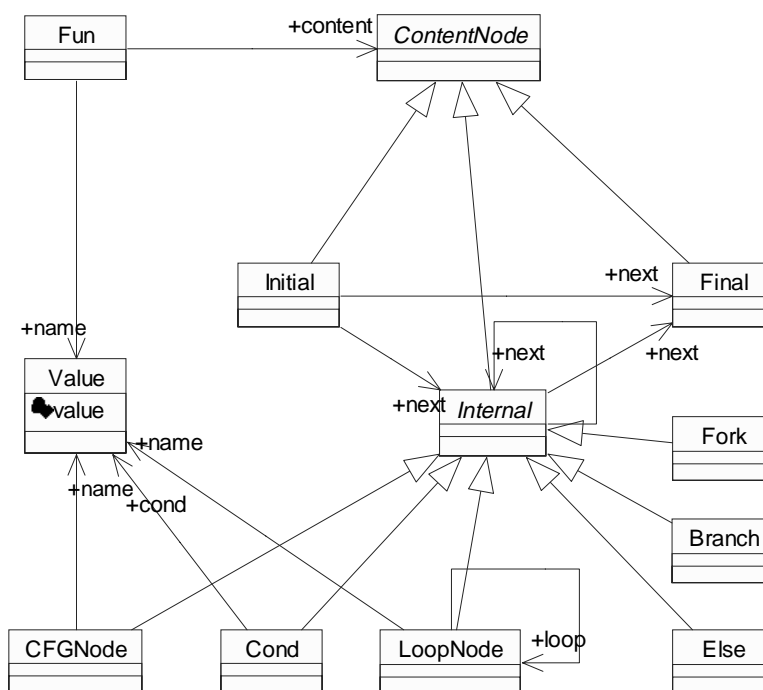 Fun
+content
ContentNode
Initial
+next
Final
+name
+next
+next
Value
value
+next
Internal
Fork
+name
+name
+cond
Branch
CFGNode
Cond
LoopNode
+loop
Else